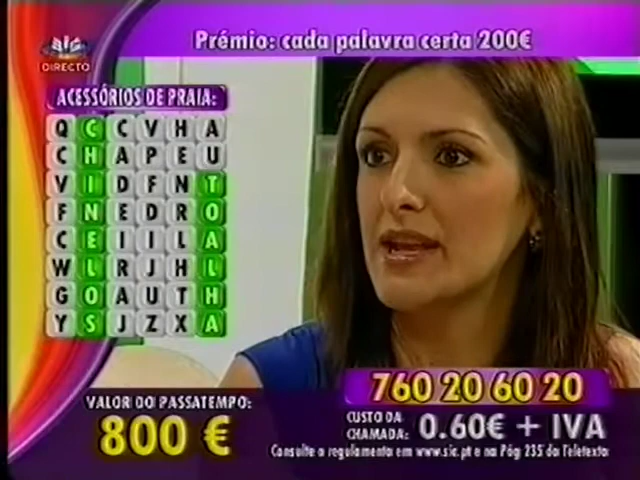 SIC
DIRECTO
Prémio: cada palavra certa 200€
ACESSÓRIOS DE PRAIA:
Q C C V H A
C H A P E U
V I D F N T
F N E D R O
C E I I L A
W L R J H L
G O A U T H
Y S J Z X A
760 20 60 20
VALOR DO PASSATEMPO:
800 €
CUSTO DA CHAMADA: 0.60€ + IVA
Consulte o regulamento em www.sic.pt e na Pág 235 do Teletexto